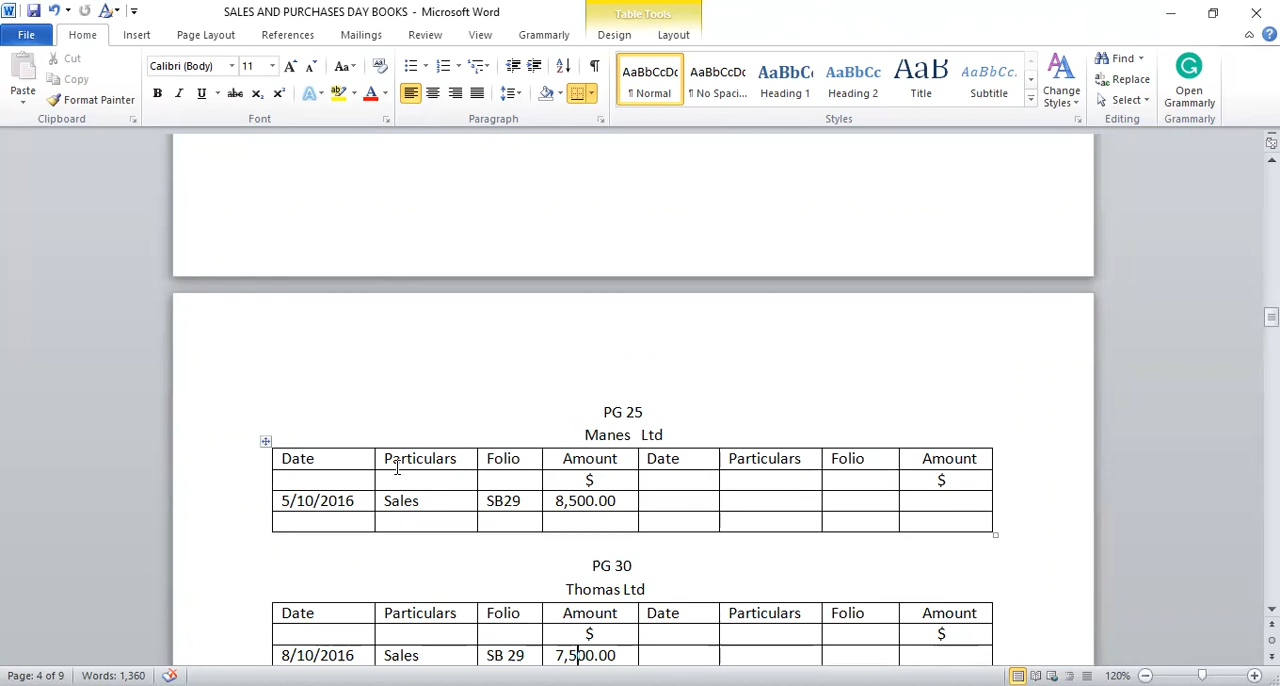 SALES AND PURCHASES DAY BOOKS - Microsoft Word
Table Tools
File Home Insert Page Layout References Mailings Review View Grammarly Design Layout
Paste
Cut
Copy
Format Painter
Clipboard
Calibri (Body) 11
Font
Paragraph
AaBbCcDc AaBbCcDc AaBbC AaBbCc AaB AaBbCc.
¶ Normal ¶ No Spaci... Heading 1 Heading 2 Title Subtitle
Styles
Change
Styles
Find
Replace
Select
Editing
Open
Grammarly
Grammarly
PG 25
Manes Ltd
Date Particulars Folio Amount Date Particulars Folio Amount
$ $
5/10/2016 Sales SB29 8,500.00
PG 30
Thomas Ltd
Date Particulars Folio Amount Date Particulars Folio Amount
$ $
8/10/2016 Sales SB 29 7,500.00
Page: 4 of 9 Words: 1,360 120%